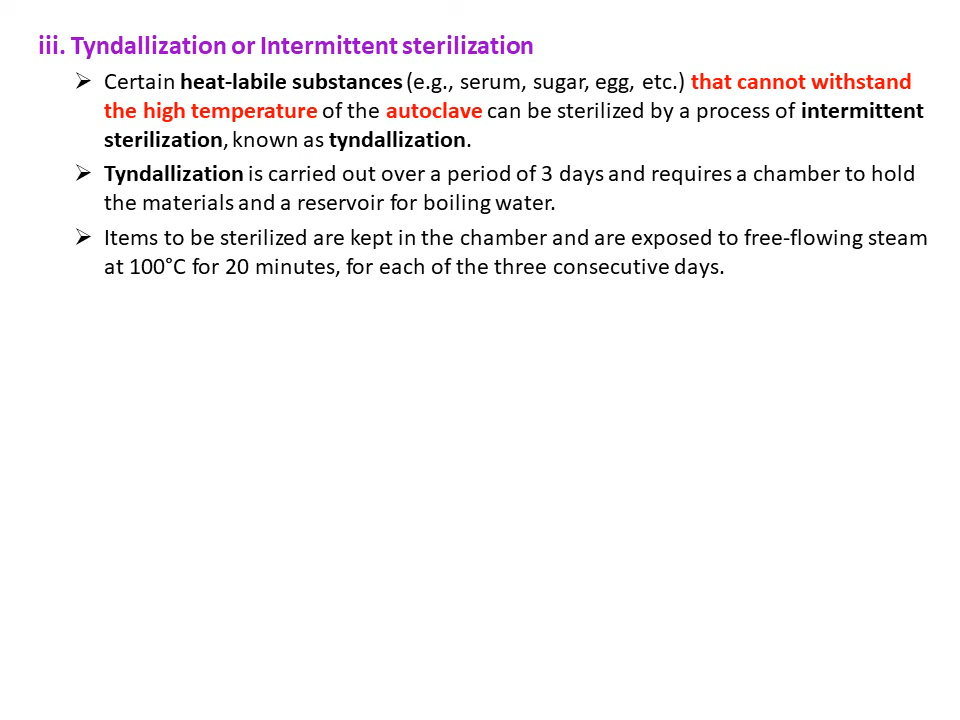 iii. Tyndallization or Intermittent sterilization
➢ Certain heat-labile substances (e.g., serum, sugar, egg, etc.) that cannot withstand
the high temperature of the autoclave can be sterilized by a process of intermittent
sterilization, known as tyndallization.
➢ Tyndallization is carried out over a period of 3 days and requires a chamber to hold
the materials and a reservoir for boiling water.
➢ Items to be sterilized are kept in the chamber and are exposed to free-flowing steam
at 100°C for 20 minutes, for each of the three consecutive days.